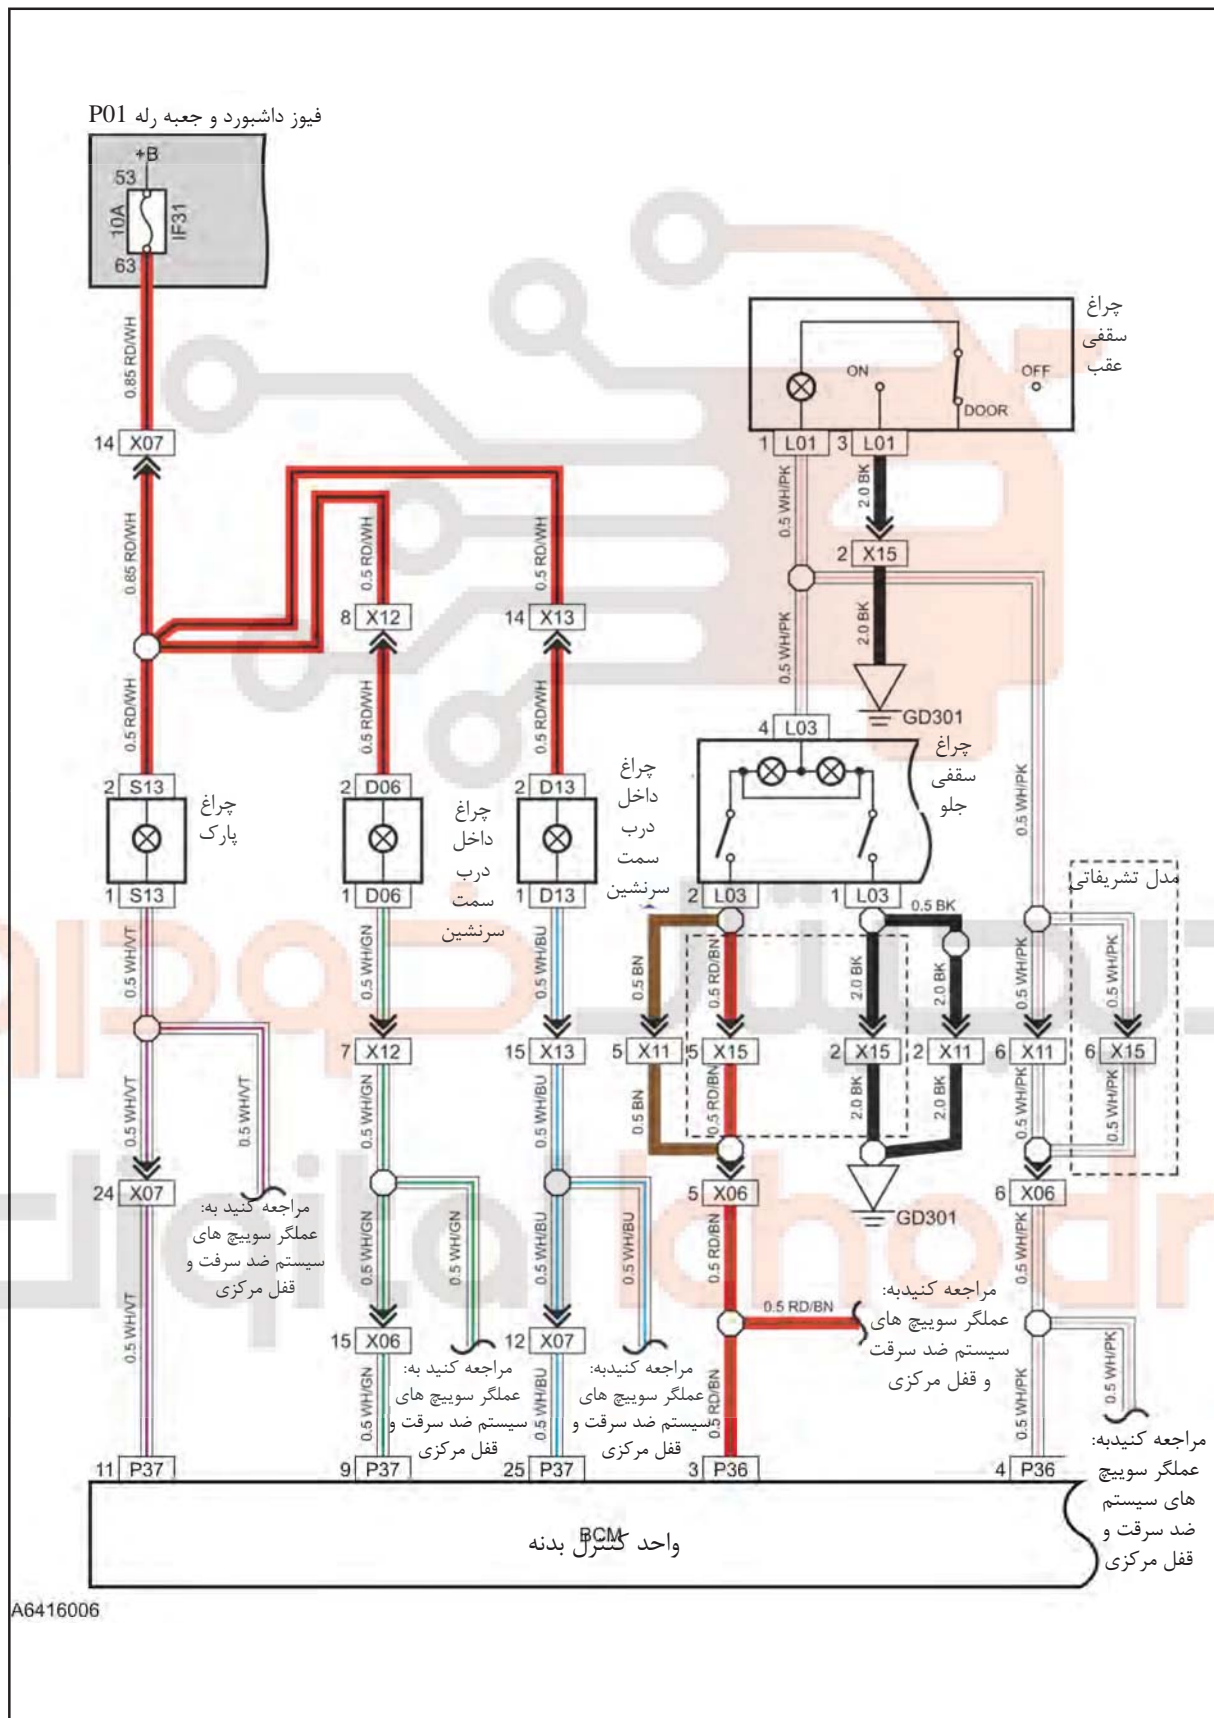 فیوز داشبورد و جعبه رله P01
+B
53
10A
IF31
63
0.85 RD/WH
14 X07
0.85 RD/WH
0.5 RD/WH
0.5 RD/WH
8 X12
14 X13
0.5 RD/WH
0.5 RD/WH
0.5 RD/WH
چراغ
سقفی
عقب
ON
DOOR
OFF
1 L01
3 L01
0.5 WH/PK
2.0 BK
2 X15
0.5 WH/PK
2.0 BK
GD301
4 L03
چراغ
سقفی
جلو
0.5 WH/PK
2 S13
چراغ
پارک
1 S13
2 D06
چراغ
داخل
درب
سمت
سرنشین
1 D06
2 D13
چراغ
داخل
درب
سمت
سرنشین
1 D13
2 L03
1 L03
0.5 BK
مدل تشریفاتی
0.5 WH/VT
0.5 WH/GN
0.5 WH/BU
0.5 BN
0.5 RD/BN
2.0 BK
2.0 BK
0.5 WH/PK
0.5 WH/PK
7 X12
15 X13
5 X11
5 X15
2 X15
2 X11
6 X11
6 X15
0.5 WH/VT
0.5 WH/VT
0.5 WH/GN
0.5 WH/BU
0.5 BN
0.5 RD/BN
2.0 BK
2.0 BK
0.5 WH/PK
0.5 WH/PK
24 X07
5 X06
GD301
6 X06
مراجعه کنید به:
عملگر سوییچ های
سیستم ضد سرفت و
قفل مرکزی
0.5 WH/VT
0.5 WH/GN
0.5 WH/GN
0.5 WH/BU
0.5 WH/BU
0.5 RD/BN
0.5 RD/BN
مراجعه کنیدبه:
عملگر سوییچ های
سیستم ضد سرقت
و قفل مرکزی
0.5 WH/PK
15 X06
12 X07
مراجعه کنید به:
عملگر سوییچ های
سیستم ضد سرقت و
قفل مرکزی
مراجعه کنیدبه:
عملگر سوییچ های
سیستم ضد سرقت و
قفل مرکزی
0.5 WH/GN
0.5 WH/BU
0.5 RD/BN
0.5 WH/PK
0.5 WH/PK
مراجعه کنیدبه:
عملگر سوییچ
های سیستم
ضد سرقت و
قفل مرکزی
11 P37
9 P37
25 P37
3 P36
4 P36
BCM
واحد کنترل بدنه
A6416006